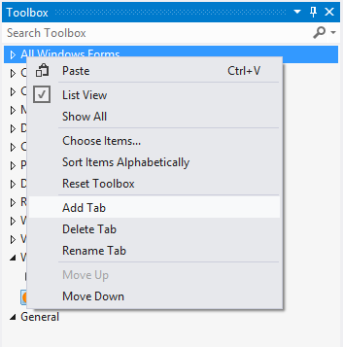 Toolbox
Search Toolbox
All Windows Forms
Paste Ctrl+V
List View
Show All
Choose Items...
Sort Items Alphabetically
Reset Toolbox
Add Tab
Delete Tab
Rename Tab
Move Up
Move Down
General